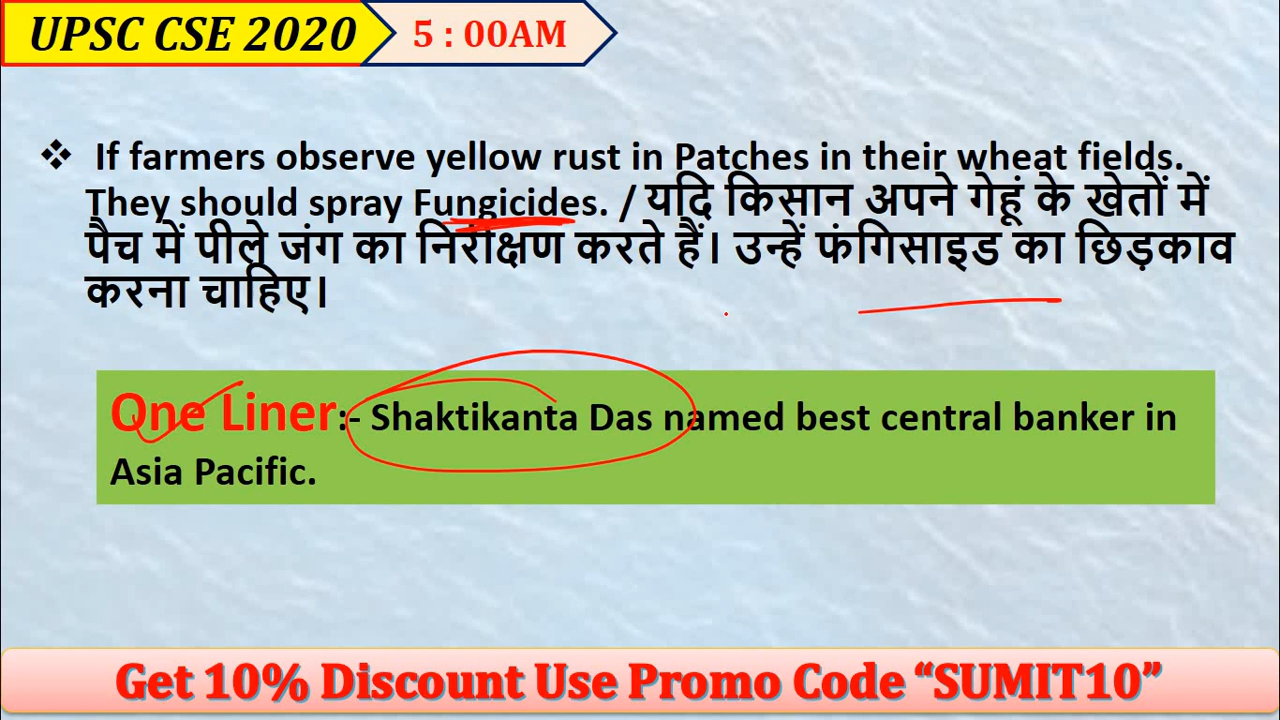 UPSC CSE 2020
5 : 00AM
❖ If farmers observe yellow rust in Patches in their wheat fields.
They should spray Fungicides. / यदि किसान अपने गेहूं के खेतों में
पैच में पीले जंग का निरीक्षण करते हैं। उन्हें फंगिसाइड का छिड़काव
करना चाहिए।
One Liner:- Shaktikanta Das named best central banker in
Asia Pacific.
Get 10% Discount Use Promo Code “SUMIT10”